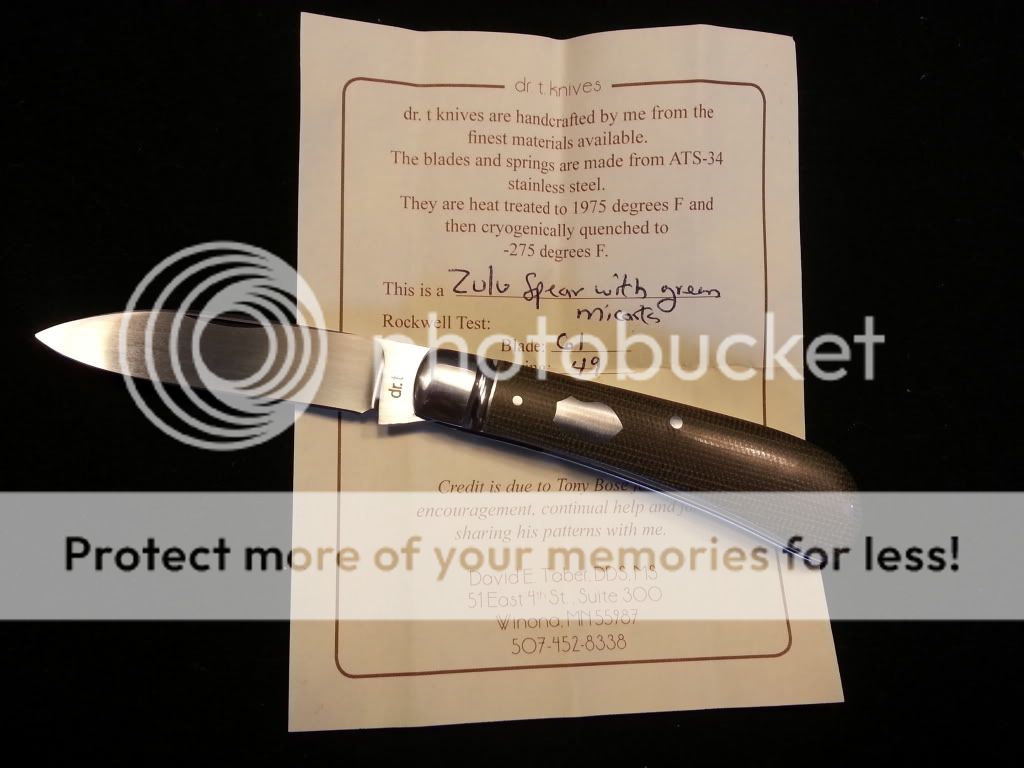 dr. t knives
dr. t knives are handcrafted by me from the
finest materials available.
The blades and springs are made from ATS-34
stainless steel.
They are heat treated to 1975 degrees F and
then cryogenically quenched to
-275 degrees F.
This is a Zulu Spear with green
micarta
Rockwell Test:
Blade: 61
49
photobucket
dr. t
Credit is due to Tony Bose
encouragement, continual help and
sharing his patterns with me.
Protect more of your memories for less!
David E. Taber, DDS, MS
51 East 4th St., Suite 300
Winona, MN 55987
507-452-8338